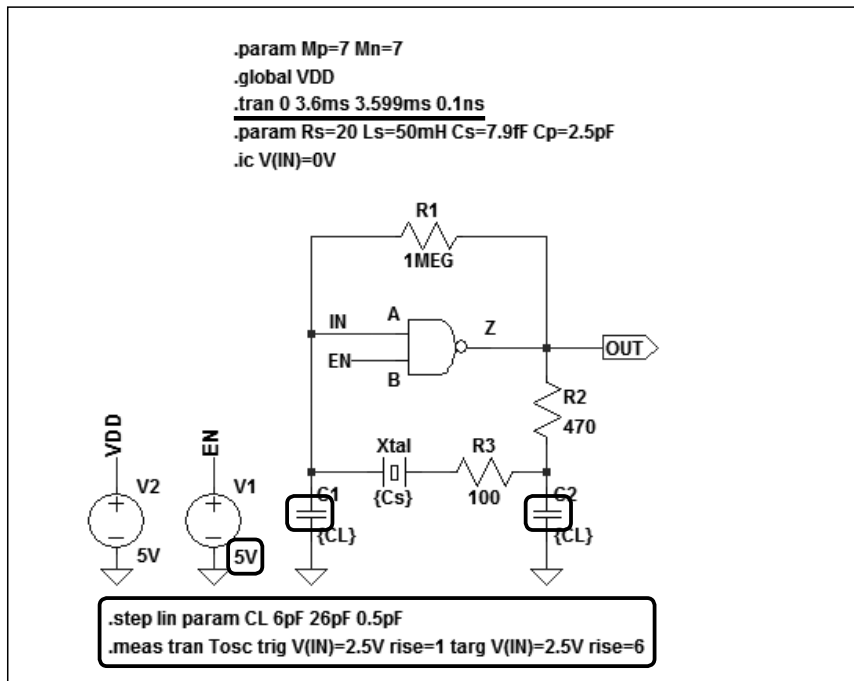 .param Mp=7 Mn=7
.global VDD
.tran 0 3.6ms 3.599ms 0.1ns
.param Rs=20 Ls=50mH Cs=7.9fF Cp=2.5pF
.ic V(IN)=0V
R1
1MEG
IN
A
Z
EN
B
OUT
R2
470
VDD
EN
Xtal
R3
V2
V1
C1
{Cs}
100
C2
{CL}
{CL}
5V
5V
.step lin param CL 6pF 26pF 0.5pF
.meas tran Tosc trig V(IN)=2.5V rise=1 targ V(IN)=2.5V rise=6